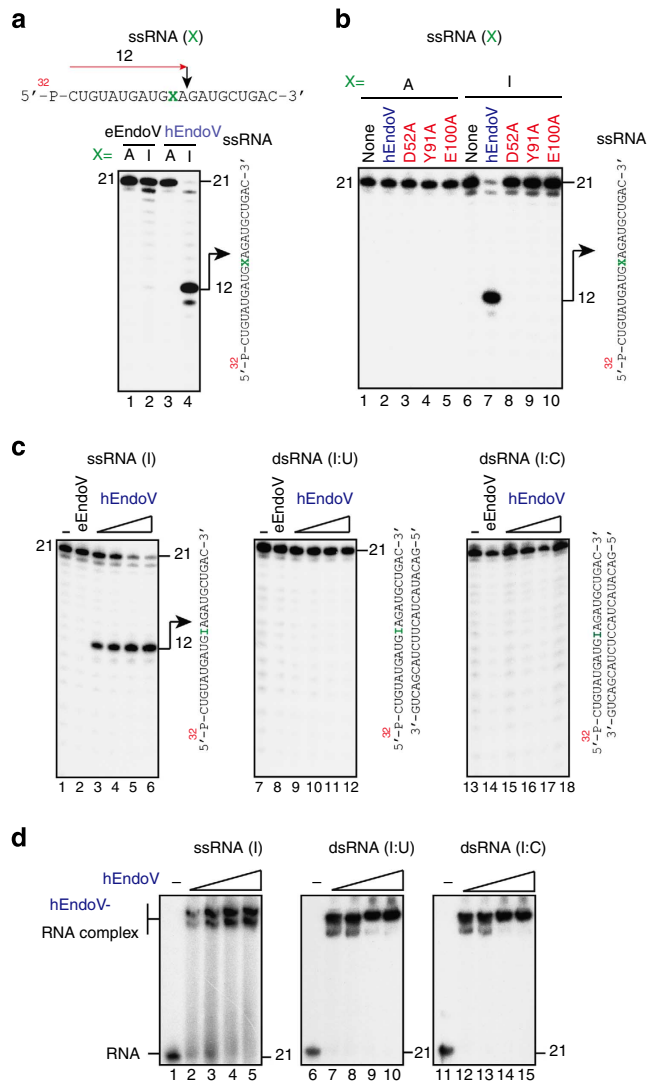 a
ssRNA (X)
12
32
5′-P-CUGUAUGAUGXAGAUGCUGAC-3′
eEndoV hEndoV ssRNA
X= A I A I
21 21
12
1 2 3 4
32
5′-P-CUGUAUGAUGXAGAUGCUGAC-3′
b
ssRNA (X)
X= A I
None hEndoV D52A Y91A E100A None hEndoV D52A Y91A E100A
ssRNA
21 21
12
1 2 3 4 5 6 7 8 9 10
32
5′-P-CUGUAUGAUGXAGAUGCUGAC-3′
c
ssRNA (I)
– eEndoV hEndoV
21 21
12
1 2 3 4 5 6
32
5′-P-CUGUAUGAUGIAGAUGCUGAC-3′
dsRNA (I:U)
– eEndoV hEndoV
21
7 8 9 10 11 12
32
5′-P-CUGUAUGAUGIAGAUGCUGAC-3′
3′-GUCAGCAUCUUCAUCAUACAG-5′
dsRNA (I:C)
– eEndoV hEndoV
13 14 15 16 17 18
32
5′-P-CUGUAUGAUGIAGAUGCUGAC-3′
3′-GUCAGCAUCUCCAUCAUACAG-5′
d
ssRNA (I) dsRNA (I:U) dsRNA (I:C)
hEndoV – – –
hEndoV-
RNA complex
RNA 21 21 21
1 2 3 4 5 6 7 8 9 10 11 12 13 14 15